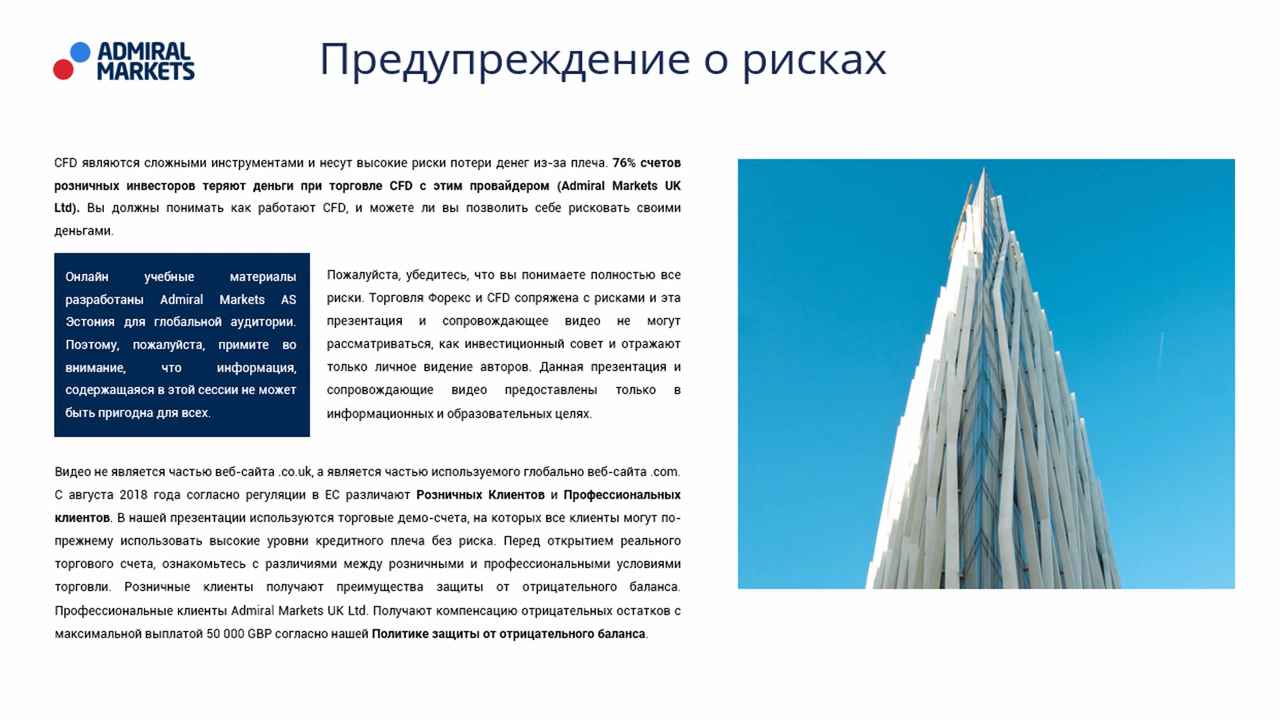 ADMIRAL
MARKETS
Предупреждение о рисках
CFD являются сложными инструментами и несут высокие риски потери денег из-за плеча. 76% счетов
розничных инвесторов теряют деньги при торговле CFD с этим провайдером (Admiral Markets UK
Ltd). Вы должны понимать как работают CFD, и можете ли вы позволить себе рисковать своими
деньгами.
Онлайн учебные материалы
разработаны Admiral Markets AS
Эстония для глобальной аудитории.
Поэтому, пожалуйста, примите во
внимание, что информация,
содержащаяся в этой сессии не может
быть пригодна для всех.
Пожалуйста, убедитесь, что вы понимаете полностью все
риски. Торговля Форекс и CFD сопряжена с рисками и эта
презентация и сопровождающее видео не могут
рассматриваться, как инвестиционный совет и отражают
только личное видение авторов. Данная презентация и
сопровождающие видео предоставлены только в
информационных и образовательных целях.
Видео не является частью веб-сайта .co.uk, а является частью используемого глобально веб-сайта .com.
С августа 2018 года согласно регуляции в ЕС различают Розничных Клиентов и Профессиональных
клиентов. В нашей презентации используются торговые демо-счета, на которых все клиенты могут по-
прежнему использовать высокие уровни кредитного плеча без риска. Перед открытием реального
торгового счета, ознакомьтесь с различиями между розничными и профессиональными условиями
торговли. Розничные клиенты получают преимущества защиты от отрицательного баланса.
Профессиональные клиенты Admiral Markets UK Ltd. Получают компенсацию отрицательных остатков с
максимальной выплатой 50 000 GBP согласно нашей Политике защиты от отрицательного баланса.